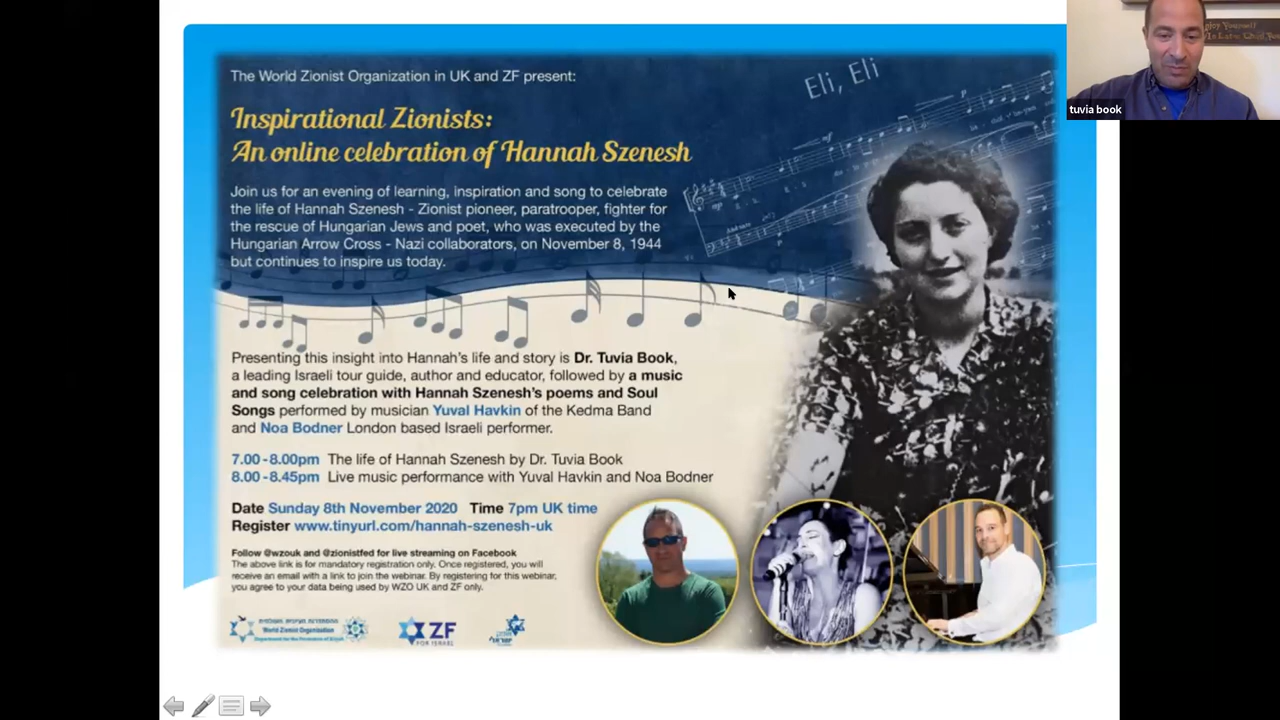 The World Zionist Organization in UK and ZF present:
Eli, Eli
Inspirational Zionists:
An online celebration of Hannah Szenesh
Join us for an evening of learning, inspiration and song to celebrate
the life of Hannah Szenesh - Zionist pioneer, paratrooper, fighter for
the rescue of Hungarian Jews and poet, who was executed by the
Hungarian Arrow Cross - Nazi collaborators, on November 8, 1944
but continues to inspire us today.
Presenting this insight into Hannah's life and story is Dr. Tuvia Book,
a leading Israeli tour guide, author and educator, followed by a music
and song celebration with Hannah Szenesh's poems and Soul
Songs performed by musician Yuval Havkin of the Kedma Band
and Noa Bodner London based Israeli performer.
7.00-8.00pm The life of Hannah Szenesh by Dr. Tuvia Book
8.00-8.45pm Live music performance with Yuval Havkin and Noa Bodner
Date Sunday 8th November 2020 Time 7pm UK time
Register www.tinyurl.com/hannah-szenesh-uk
Follow @wzouk and @zionistfed for live streaming on Facebook
The above link is for mandatory registration only. Once registered, you will
receive an email with a link to join the webinar. By registering for this webinar,
you agree to your data being used by WZO UK and ZF only.
World Zionist Organisation
ZF
FOR ISRAEL
tuvia book